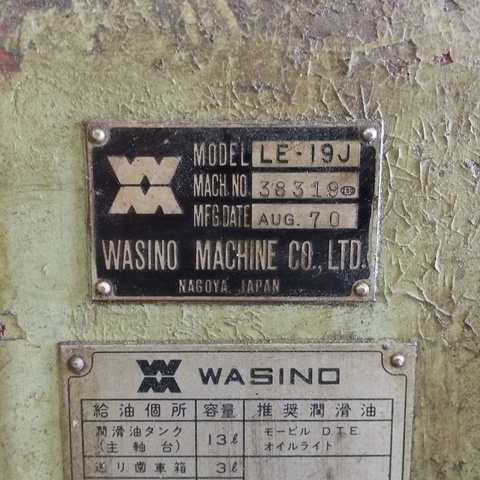 MODEL LE-19J
MACH. NO. 38319
MFG.DATE AUG. 70
WASINO MACHINE CO., LTD.
NAGOYA, JAPAN
WASINO
給油個所 容量 推奨潤滑油
潤滑油タンク (主軸台) 13ℓ モービル D.T.E. オイルライト
送り歯車箱 3ℓ